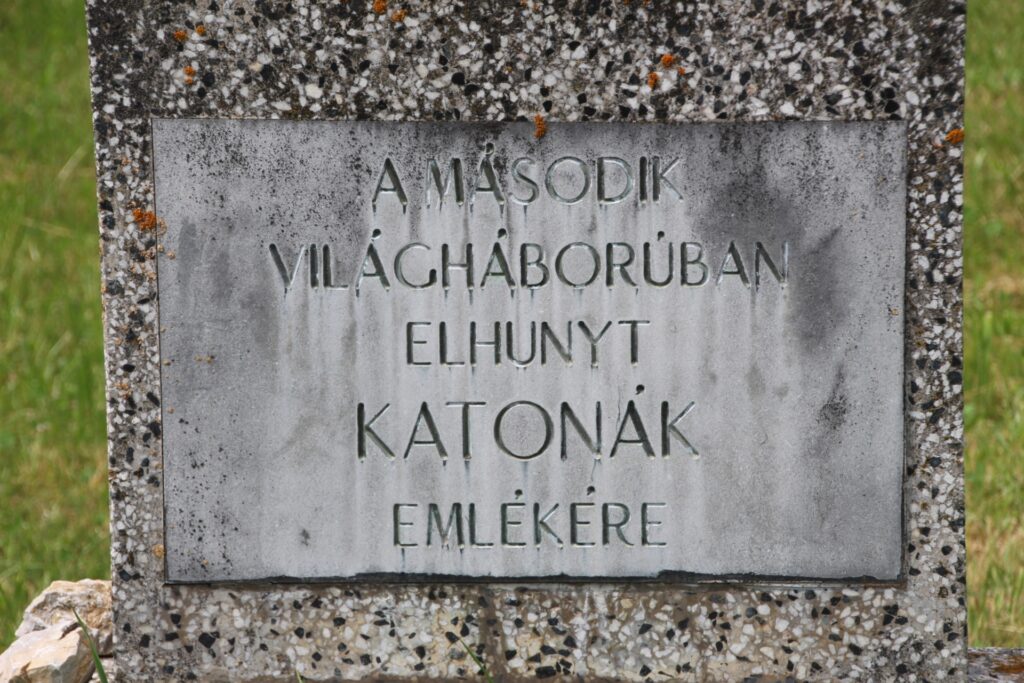 A MÁSODIK
VILÁGHÁBORÚBAN
ELHUNYT
KATONÁK
EMLÉKÉRE